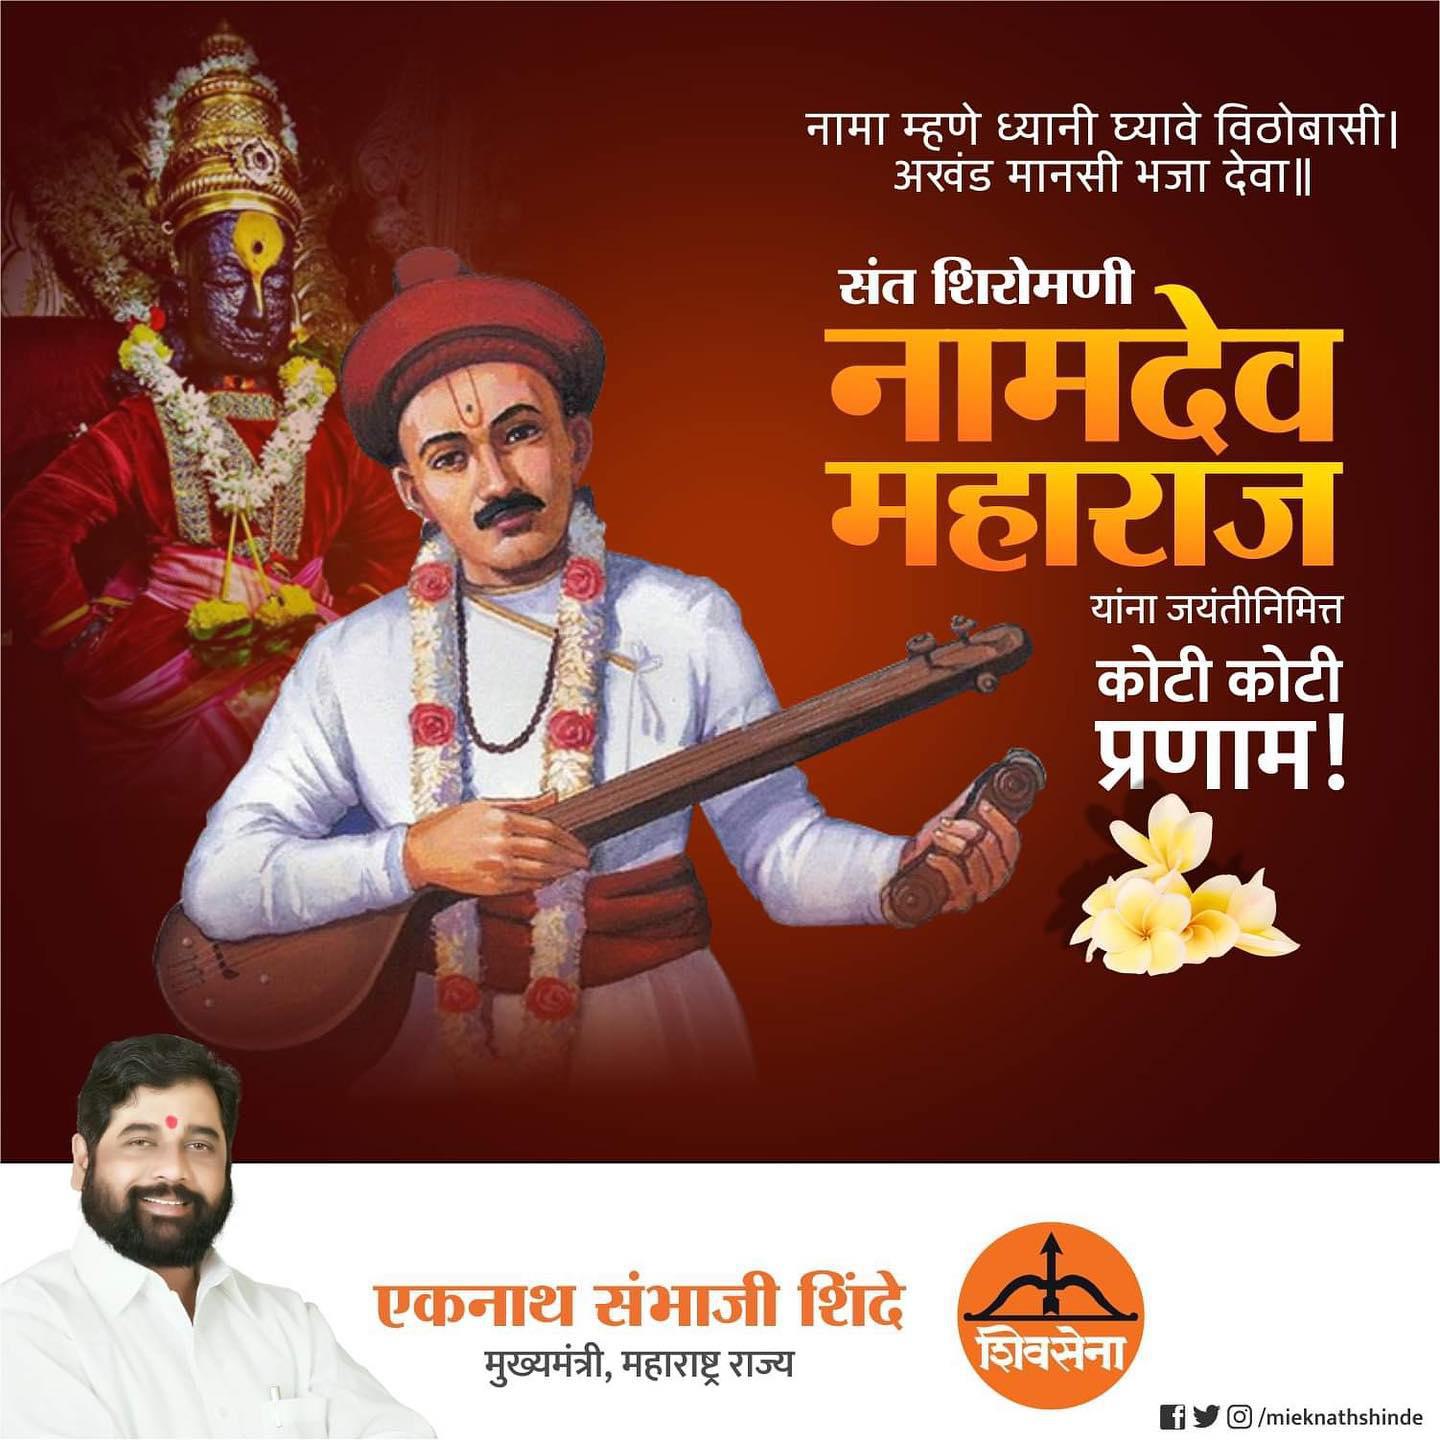 नामा म्हणे ध्यानी घ्यावे विठोबासी।
अखंड मानसी भजा देवा॥
संत शिरोमणी
नामदेव
महाराज
यांना जयंतीनिमित्त
कोटी कोटी
प्रणाम!
एकनाथ संभाजी शिंदे
मुख्यमंत्री, महाराष्ट्र राज्य
शिवसेना
/mieknathshinde